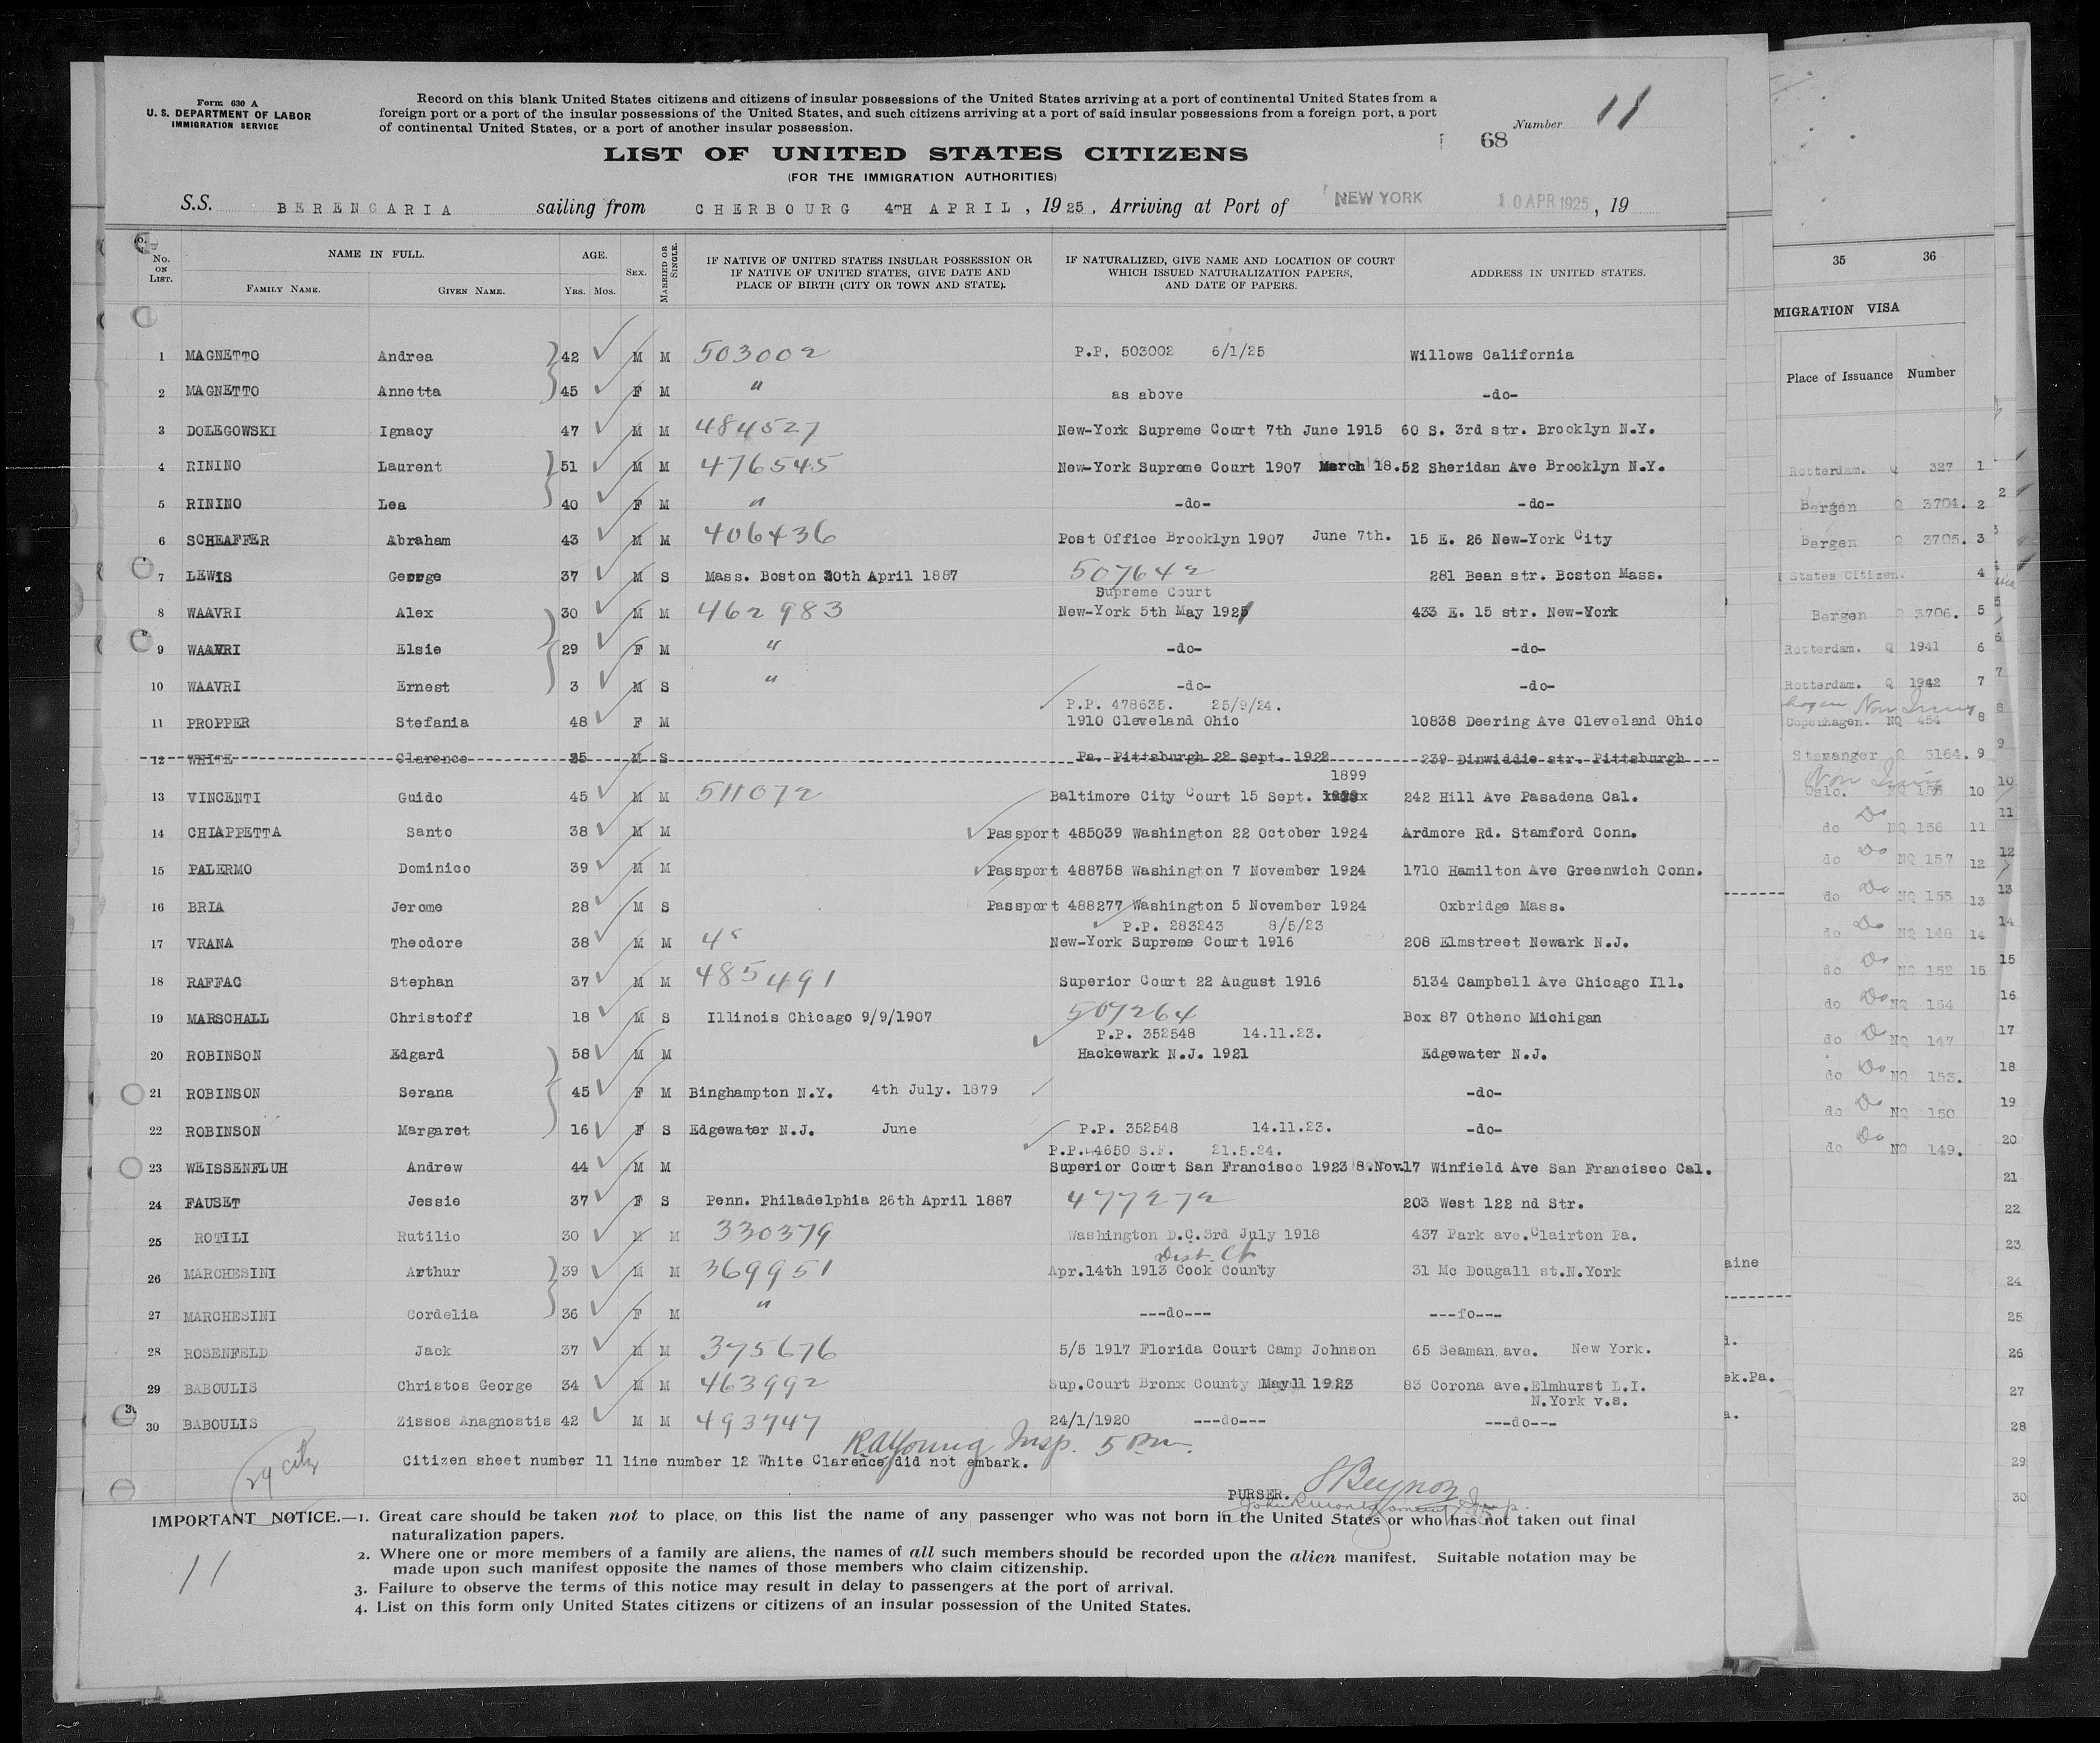 Form 630 A
U. S. DEPARTMENT OF LABOR
IMMIGRATION SERVICE
Record on this blank United States citizens and citizens of insular possessions of the United States arriving at a port of continental United States from a
foreign port or a port of the insular possessions of the United States, and such citizens arriving at a port of said insular possessions from a foreign port, a port
of continental United States, or a port of another insular possession.
68 Number 11
LIST OF UNITED STATES CITIZENS
(FOR THE IMMIGRATION AUTHORITIES)
S.S. BERENGARIA sailing from CHERBOURG 4TH APRIL, 1925, Arriving at Port of NEW YORK 10 APR 1925, 19
No. ON LIST. NAME IN FULL. FAMILY NAME. GIVEN NAME. AGE. YRS. MOS. SEX. MARRIED OR SINGLE. IF NATIVE OF UNITED STATES INSULAR POSSESSION OR IF NATIVE OF UNITED STATES, GIVE DATE AND PLACE OF BIRTH (CITY OR TOWN AND STATE). IF NATURALIZED, GIVE NAME AND LOCATION OF COURT WHICH ISSUED NATURALIZATION PAPERS, AND DATE OF PAPERS. ADDRESS IN UNITED STATES.
1 MAGNETTO Andrea 42 M M 503002 P.P. 503002 6/1/25 Willows California
2 MAGNETTO Annetta 45 F M " as above -do-
3 DOLEGOWSKI Ignacy 47 M M 484527 New-York Supreme Court 7th June 1915 60 S. 3rd str. Brooklyn N.Y.
4 RININO Laurent 51 M M 476545 New-York Supreme Court 1907 March 18. 52 Sheridan Ave Brooklyn N.Y.
5 RININO Lea 40 F M " -do- -do-
6 SCHEAFFER Abraham 43 M M 406436 Post Office Brooklyn 1907 June 7th. 15 E. 26 New-York City
7 LEWIS George 37 M S Mass. Boston 30th April 1887 507642 281 Bean str. Boston Mass.
Supreme Court
8 WAAVRI Alex 30 M M 462983 New-York 5th May 1921 433 E. 15 str. New-York
9 WAAVRI Elsie 29 F M " -do- -do-
10 WAAVRI Ernest 3 M S " -do- -do-
P.P. 478635. 25/9/24.
11 PROPPER Stefania 48 F M 1910 Cleveland Ohio 10838 Deering Ave Cleveland Ohio
12 WHITE Clarence 25 M S Pa. Pittsburgh 22 Sept. 1922 239 Dinwiddie str. Pittsburgh
1899
13 VINCENTI Guido 45 M M 511072 Baltimore City Court 15 Sept. 242 Hill Ave Pasadena Cal.
14 CHIAPPETTA Santo 38 M M Passport 485039 Washington 22 October 1924 Ardmore Rd. Stamford Conn.
15 PALERMO Dominico 39 M M Passport 488758 Washington 7 November 1924 1710 Hamilton Ave Greenwich Conn.
16 BRIA Jerome 28 M S Passport 488277 Washington 5 November 1924 Oxbridge Mass.
P.P. 283243 8/5/23
17 VRANA Theodore 38 M M New-York Supreme Court 1916 208 Elmstreet Newark N.J.
18 RAFFAC Stephan 37 M M 485491 Superior Court 22 August 1916 5134 Campbell Ave Chicago Ill.
19 MARSCHALL Christoff 18 M S Illinois Chicago 9/9/1907 507264 Box 87 Otheno Michigan
P.P. 352548 14.11.23.
20 ROBINSON Edgard 58 M M Hackewark N.J. 1921 Edgewater N.J.
21 ROBINSON Serana 45 F M Binghampton N.Y. 4th July. 1879 -do-
22 ROBINSON Margaret 16 F S Edgewater N.J. June P.P. 352548 14.11.23. -do-
P.P. 4650 S.F. 21.5.24.
23 WEISSENFLUH Andrew 44 M M Superior Court San Francisco 1923 8.Nov. 17 Winfield Ave San Francisco Cal.
24 FAUSET Jessie 37 F S Penn. Philadelphia 26th April 1887 477272 203 West 122 nd Str.
25 ROTILI Rutilio 30 M M 330379 Washington D.C. 3rd July 1918 437 Park ave. Clairton Pa.
Dist. Ct.
26 MARCHESINI Arthur 39 M M 369951 Apr.14th 1913 Cook County 31 Mc Dougall st. N.York
27 MARCHESINI Cordelia 36 F M " ---do--- ---fo---
28 ROSENFELD Jack 37 M M 375676 5/5 1917 Florida Court Camp Johnson 65 Seaman ave. New York.
29 BABOULIS Christos George 34 M M 463992 Sup.Court Bronx County May 11 1923 83 Corona ave. Elmhurst L.I.
N.York v.s.
30 BABOULIS Zissos Anagnostis 42 M M 493747 24/1/1920 ---do--- ---do---
RAYoung Insp. 5 Pm.
Citizen sheet number 11 line number 12 White Clarence did not embark.
29 city
SBeynon
PURSER.
IMPORTANT NOTICE.—1. Great care should be taken not to place on this list the name of any passenger who was not born in the United States or who has not taken out final
naturalization papers.
2. Where one or more members of a family are aliens, the names of all such members should be recorded upon the alien manifest. Suitable notation may be
made upon such manifest opposite the names of those members who claim citizenship.
3. Failure to observe the terms of this notice may result in delay to passengers at the port of arrival.
4. List on this form only United States citizens or citizens of an insular possession of the United States.
11
35 36
MIGRATION VISA
Place of Issuance Number
Rotterdam. Q 327 1
Bergen Q 3704. 2
Bergen Q 3705. 3
States Citizen. 4
Bergen Q 3706. 5
Rotterdam. Q 1941 6
Rotterdam. Q 1942 7
Copenhagen. NQ 454 8
Stavanger Q 5164. 9
Oslo. NQ 10
do Do NQ 156 11
do Do NQ 157 12
do Do NQ 155 13
do Do NQ 148 14
do Do NQ 152 15
do Do NQ 154
do Do NQ 147
do Do NQ 153.
do Do NQ 150
do Do NQ 149.
aine
ek.Pa.